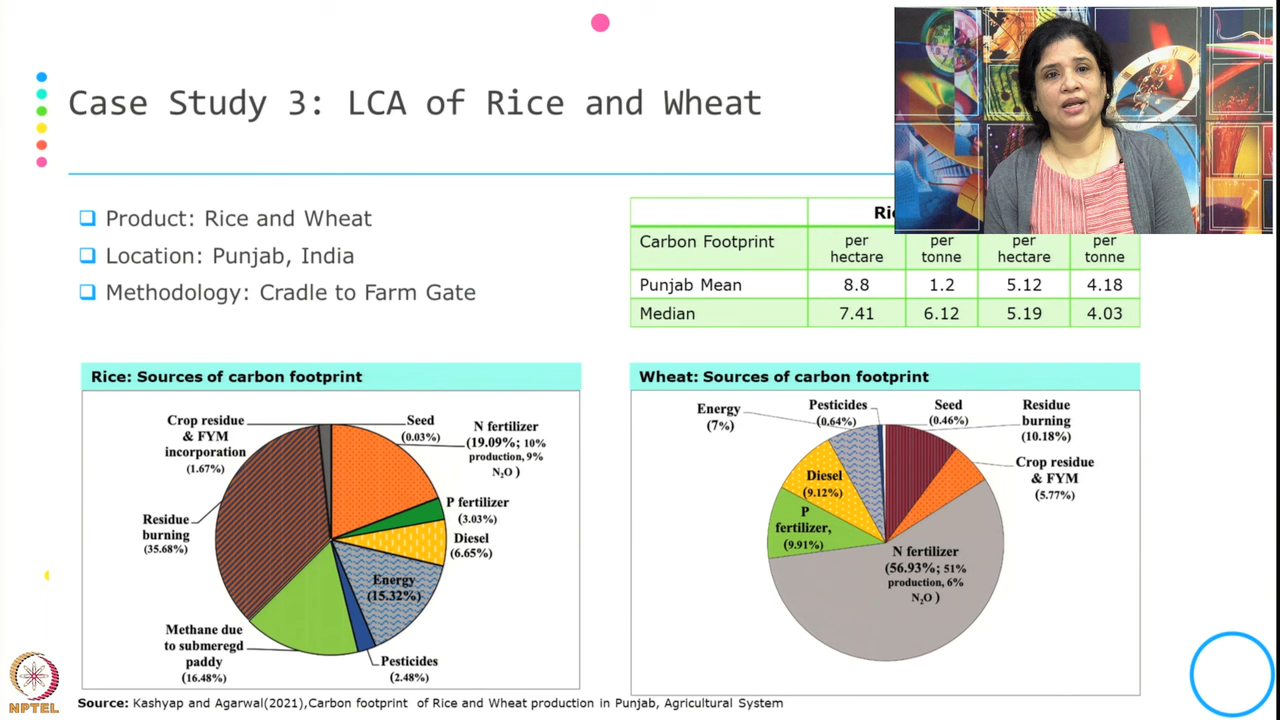 Case Study 3: LCA of Rice and Wheat
Product: Rice and Wheat
Location: Punjab, India
Methodology: Cradle to Farm Gate
Carbon Footprint
per
hectare
per
tonne
per
hectare
per
tonne
Punjab Mean 8.8 1.2 5.12 4.18
Median 7.41 6.12 5.19 4.03
Rice: Sources of carbon footprint
Crop residue
& FYM
incorporation
(1.67%)
Seed
(0.03%)
N fertilizer
(19.09%; 10%
production, 9%
N₂O )
P fertilizer
(3.03%)
Diesel
(6.65%)
Energy
(15.32%)
Pesticides
(2.48%)
Methane due
to submeregd
paddy
(16.48%)
Residue
burning
(35.68%)
Wheat: Sources of carbon footprint
Energy
(7%)
Pesticides
(0.64%)
Seed
(0.46%)
Residue
burning
(10.18%)
Crop residue
& FYM
(5.77%)
Diesel
(9.12%)
P
fertilizer,
(9.91%)
N fertilizer
(56.93%; 51%
production, 6%
N₂O )
Source: Kashyap and Agarwal(2021),Carbon footprint of Rice and Wheat production in Punjab, Agricultural System
NPTEL